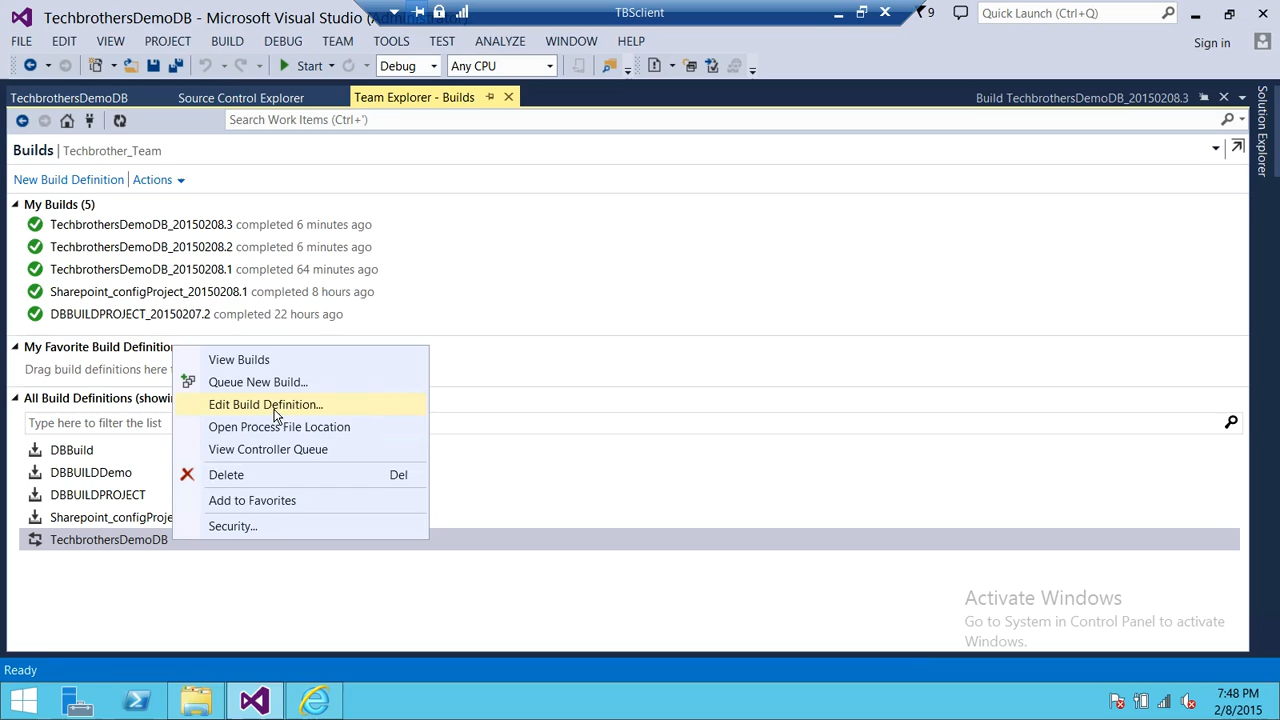 TechbrothersDemoDB - Microsoft Visual Studio (Administrator)
TBSclient
9
Quick Launch (Ctrl+Q)
FILE EDIT VIEW PROJECT BUILD DEBUG TEAM TOOLS TEST ANALYZE WINDOW HELP
Sign in
Start Debug Any CPU
TechbrothersDemoDB Source Control Explorer Team Explorer - Builds Build TechbrothersDemoDB_20150208.3
Solution Explorer
Search Work Items (Ctrl+')
Builds | Techbrother_Team
New Build Definition | Actions
My Builds (5)
TechbrothersDemoDB_20150208.3 completed 6 minutes ago
TechbrothersDemoDB_20150208.2 completed 6 minutes ago
TechbrothersDemoDB_20150208.1 completed 64 minutes ago
Sharepoint_configProject_20150208.1 completed 8 hours ago
DBBUILDPROJECT_20150207.2 completed 22 hours ago
My Favorite Build Definition
Drag build definitions here
All Build Definitions (showi
Type here to filter the list
DBBuild
DBBUILDDemo
DBBUILDPROJECT
Sharepoint_configProje
TechbrothersDemoDB
View Builds
Queue New Build...
Edit Build Definition...
Open Process File Location
View Controller Queue
Delete Del
Add to Favorites
Security...
Activate Windows
Go to System in Control Panel to activate
Windows.
Ready
7:48 PM
2/8/2015